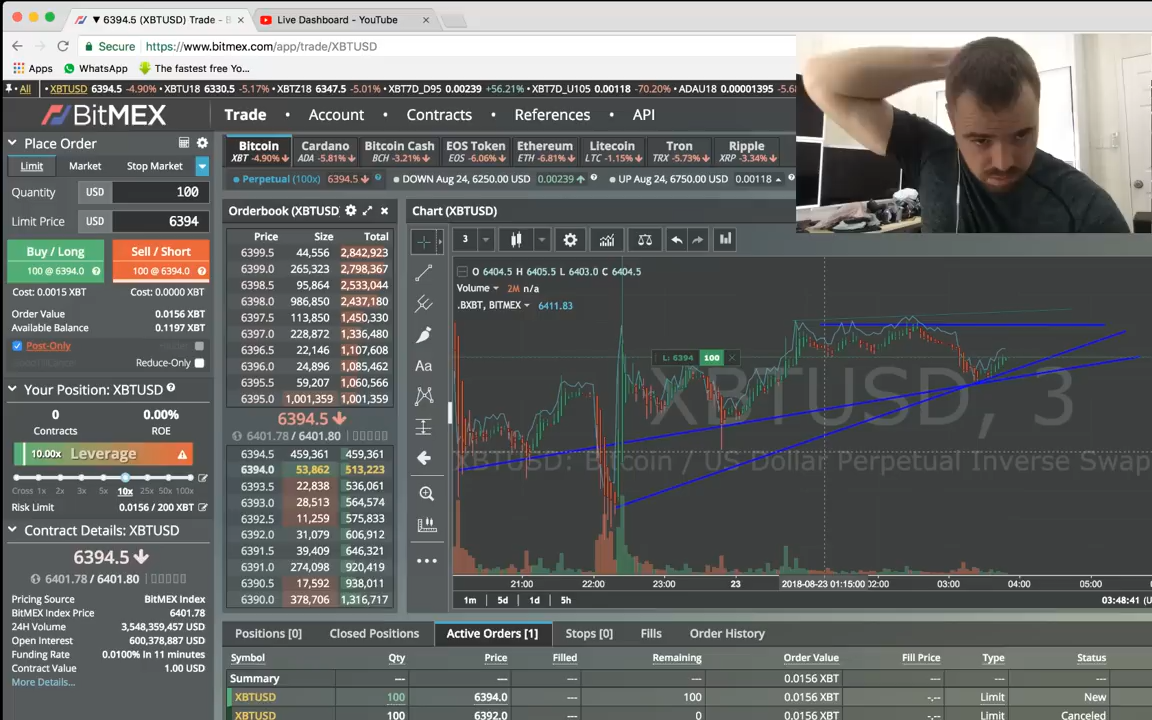 ▼ 6394.5 (XBTUSD) Trade - B
Live Dashboard - YouTube
Secure https://www.bitmex.com/app/trade/XBTUSD
Apps WhatsApp The fastest free Yo...
All • XBTUSD 6394.5 -4.90% • XBTU18 6330.5 -5.17% • XBTZ18 6347.5 -5.01% • XBT7D_D95 0.00239 +56.21% • XBT7D_U105 0.00118 -70.20% • ADAU18 0.00001395
BitMEX Trade • Account • Contracts • References • API
Place Order
Limit Market Stop Market
Quantity USD 100
Limit Price USD 6394
Buy / Long Sell / Short
100 @ 6394.0 100 @ 6394.0
Cost: 0.0015 XBT Cost: 0.0000 XBT
Order Value 0.0156 XBT
Available Balance 0.1197 XBT
Post-Only
Reduce-Only
Your Position: XBTUSD
0 0.00%
Contracts ROE
10.00x Leverage
Cross 1x 2x 3x 5x 10x 25x 50x 100x
Risk Limit 0.0156 / 200 XBT
Contract Details: XBTUSD
6394.5
6401.78 / 6401.80
Pricing Source BitMEX Index
BitMEX Index Price 6401.78
24H Volume 3,548,359,457 USD
Open Interest 600,378,887 USD
Funding Rate 0.0100% In 11 minutes
Contract Value 1.00 USD
More Details...
Bitcoin Cardano Bitcoin Cash EOS Token Ethereum Litecoin Tron Ripple
XBT -4.90% ADA -5.81% BCH -3.21% EOS -6.06% ETH -6.81% LTC -1.15% TRX -5.73% XRP -3.34%
Perpetual (100x) 6394.5 • DOWN Aug 24, 6250.00 USD 0.00239 • UP Aug 24, 6750.00 USD 0.00118
Orderbook (XBTUSD)
Price Size Total
6399.5 44,556 2,842,923
6399.0 265,323 2,798,367
6398.5 95,864 2,533,044
6398.0 986,850 2,437,180
6397.5 113,850 1,450,330
6397.0 228,872 1,336,480
6396.5 22,146 1,107,608
6396.0 24,896 1,085,462
6395.5 59,207 1,060,566
6395.0 1,001,359 1,001,359
6394.5
6401.78 / 6401.80
6394.5 459,361 459,361
6394.0 53,862 513,223
6393.5 22,838 536,061
6393.0 28,513 564,574
6392.5 11,259 575,833
6392.0 31,079 606,912
6391.5 39,409 646,321
6391.0 274,098 920,419
6390.5 17,592 938,011
6390.0 378,706 1,316,717
Chart (XBTUSD)
3
O 6404.5 H 6405.5 L 6403.0 C 6404.5
Volume 2M n/a
.BXBT, BITMEX 6411.83
L: 6394 100
XBTUSD, 3
XBTUSD: Bitcoin / US Dollar Perpetual Inverse Swap
Aa
21:00 22:00 23:00 23 2018-08-23 01:15:00 02:00 03:00 04:00 05:00
1m 5d 1d 5h
03:48:41 (U
Positions [0] Closed Positions Active Orders [1] Stops [0] Fills Order History
Symbol Qty Price Filled Remaining Order Value Fill Price Type Status
Summary --- --- --- --- 0.0156 XBT --- --- ---
XBTUSD 100 6394.0 --- 100 0.0156 XBT -.-- Limit New
XBTUSD 100 6392.0 --- 0 0.0156 XBT -.-- Limit Canceled